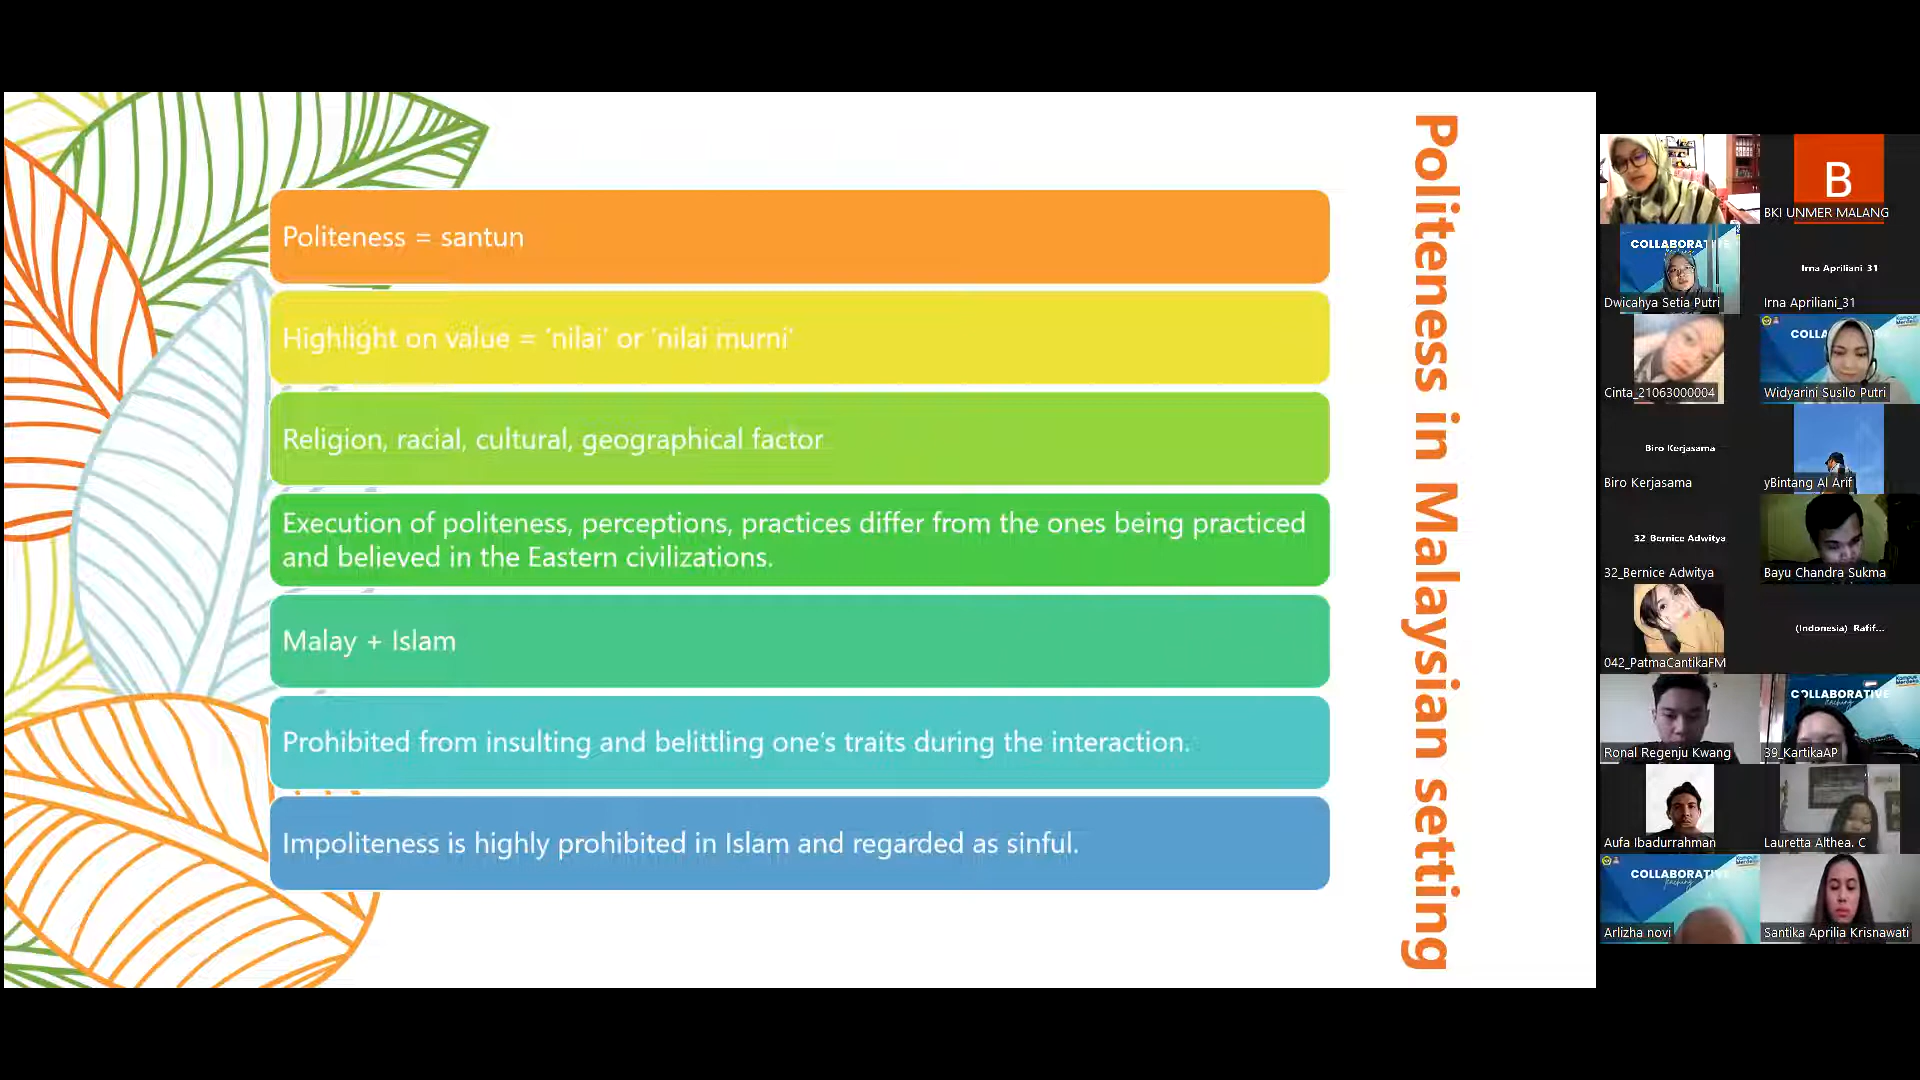 Politeness in Malaysian setting
Politeness = santun
Highlight on value = 'nilai' or 'nilai murni'
Religion, racial, cultural, geographical factor
Execution of politeness, perceptions, practices differ from the ones being practiced
and believed in the Eastern civilizations.
Malay + Islam
Prohibited from insulting and belittling one's traits during the interaction.
Impoliteness is highly prohibited in Islam and regarded as sinful.
B
BKI UNMER MALANG
COLLABORATI
Dwicahya Setia Putri
Irna Apriliani_31
Irna Apriliani_31
Cinta_21063000004
COLLA
Widyarini Susilo Putri
Biro Kerjasama
Biro Kerjasama
yBintang Al Arif
32_Bernice Adwitya
32_Bernice Adwitya
Bayu Chandra Sukma
042_PatmaCantikaFM
(Indonesia)_Rafif...
Ronal Regenju Kwang
COLLABORATIVE
39_KartikaAP
Aufa Ibadurrahman
Lauretta Althea. C
COLLABORATIVE
Arlizha novi
Santika Aprilia Krisnawati